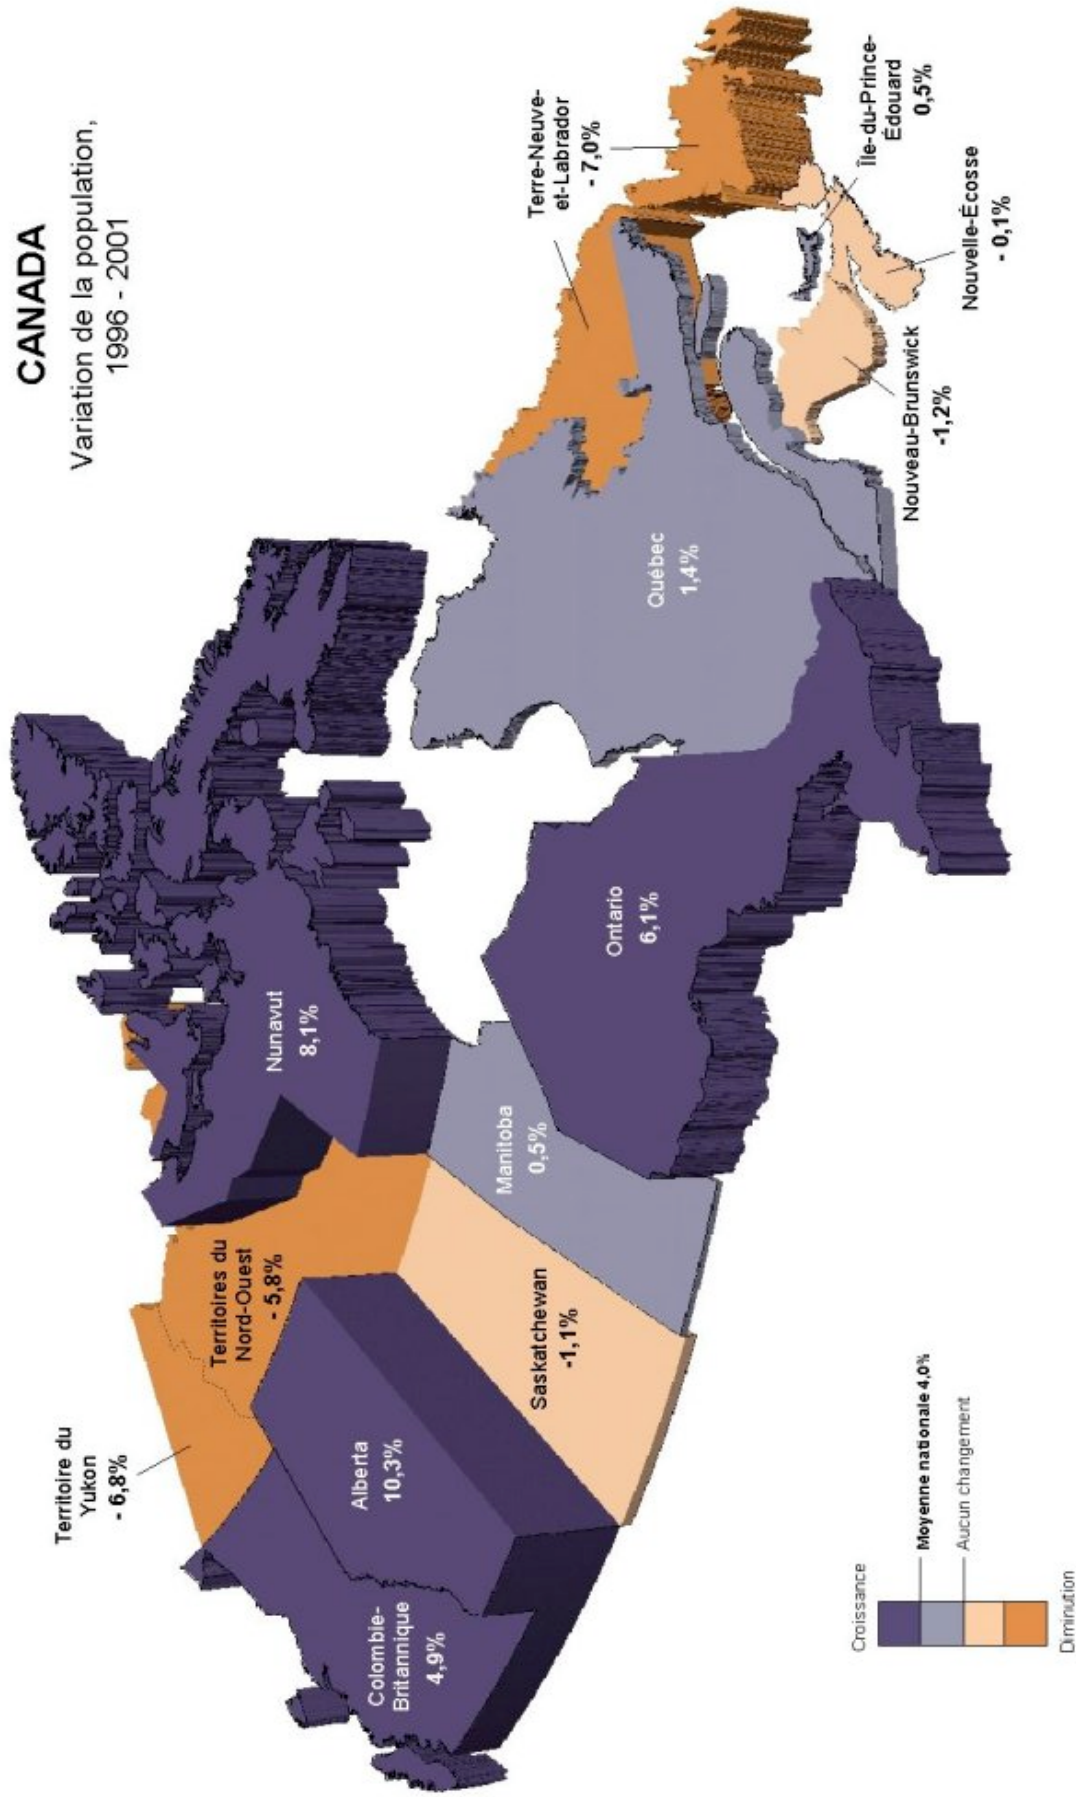 CANADA
Variation de la population,
1996 - 2001
Territoire du
Yukon
- 6,8%
Territoires du
Nord-Ouest
- 5,8%
Nunavut
8,1%
Colombie-
Britannique
4,9%
Alberta
10,3%
Saskatchewan
-1,1%
Manitoba
0,5%
Ontario
6,1%
Québec
1,4%
Terre-Neuve-
et-Labrador
- 7,0%
Île-du-Prince-
Édouard
0,5%
Nouvelle-Écosse
- 0,1%
Nouveau-Brunswick
-1,2%
Croissance
Moyenne nationale 4,0%
Aucun changement
Diminution